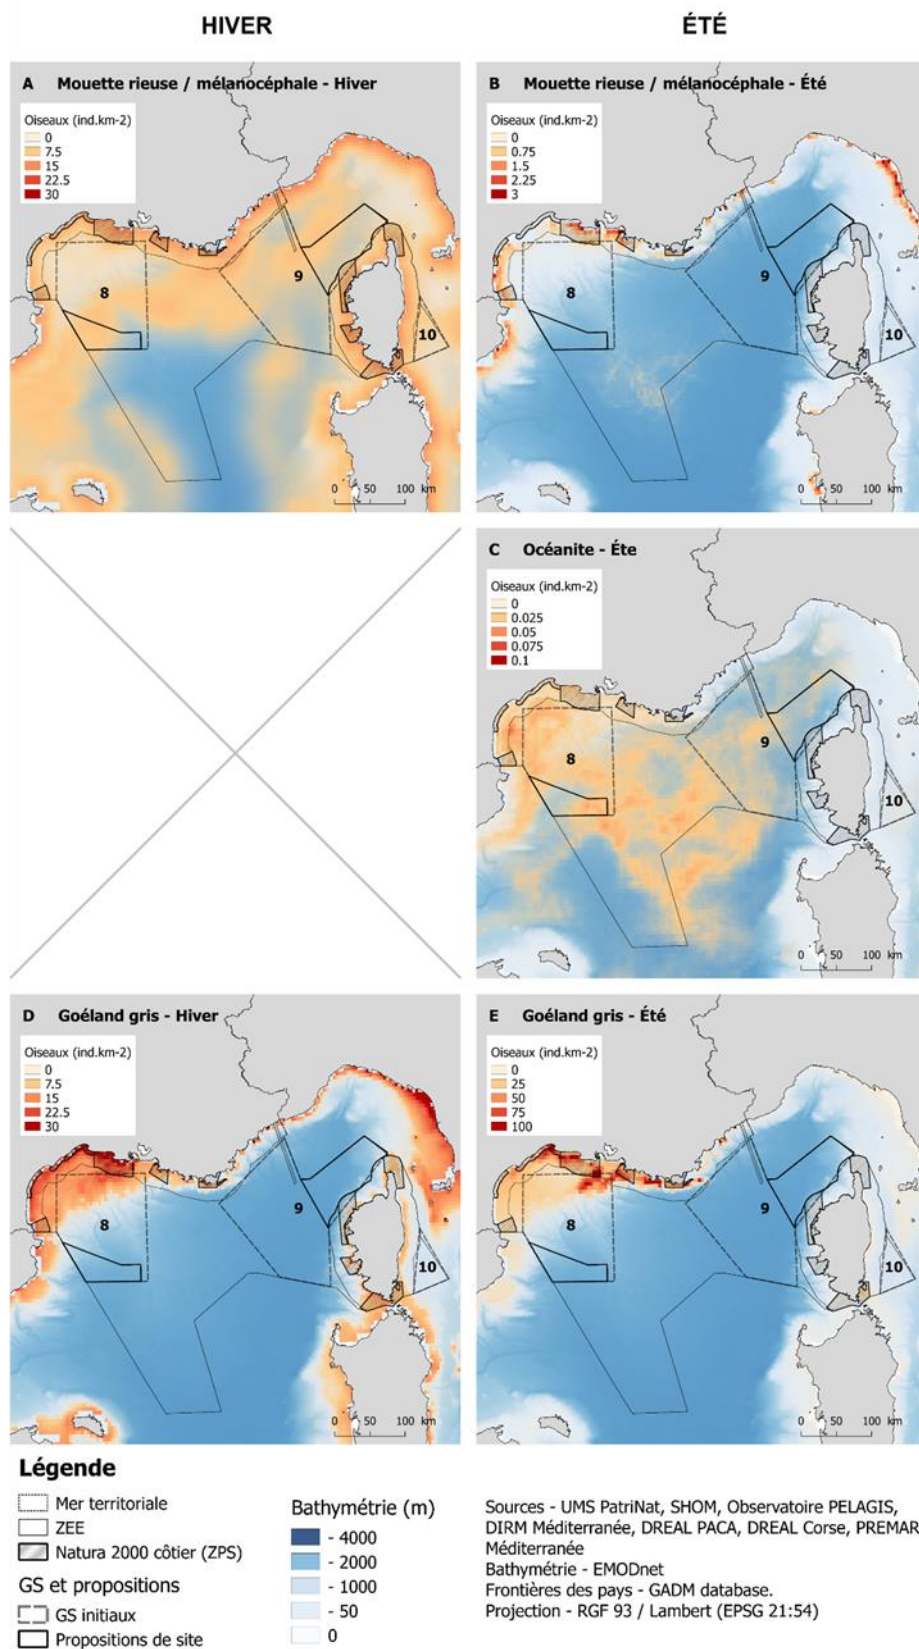 HIVER
ÉTÉ
A Mouette rieuse / mélanocéphale - Hiver
Oiseaux (ind.km-2)
0
7.5
15
22.5
30
8
9
10
0 50 100 km
B Mouette rieuse / mélanocéphale - Été
Oiseaux (ind.km-2)
0
0.75
1.5
2.25
3
8
9
10
0 50 100 km
C Océanite - Éte
Oiseaux (ind.km-2)
0
0.025
0.05
0.075
0.1
8
9
10
0 50 100 km
D Goéland gris - Hiver
Oiseaux (ind.km-2)
0
7.5
15
22.5
30
8
9
10
0 50 100 km
E Goéland gris - Été
Oiseaux (ind.km-2)
0
25
50
75
100
8
9
10
0 50 100 km
Légende
Mer territoriale
ZEE
Natura 2000 côtier (ZPS)
GS et propositions
GS initiaux
Propositions de site
Bathymétrie (m)
- 4000
- 2000
- 1000
- 50
0
Sources - UMS PatriNat, SHOM, Observatoire PELAGIS,
DIRM Méditerranée, DREAL PACA, DREAL Corse, PREMAR
Méditerranée
Bathymétrie - EMODnet
Frontières des pays - GADM database.
Projection - RGF 93 / Lambert (EPSG 21:54)